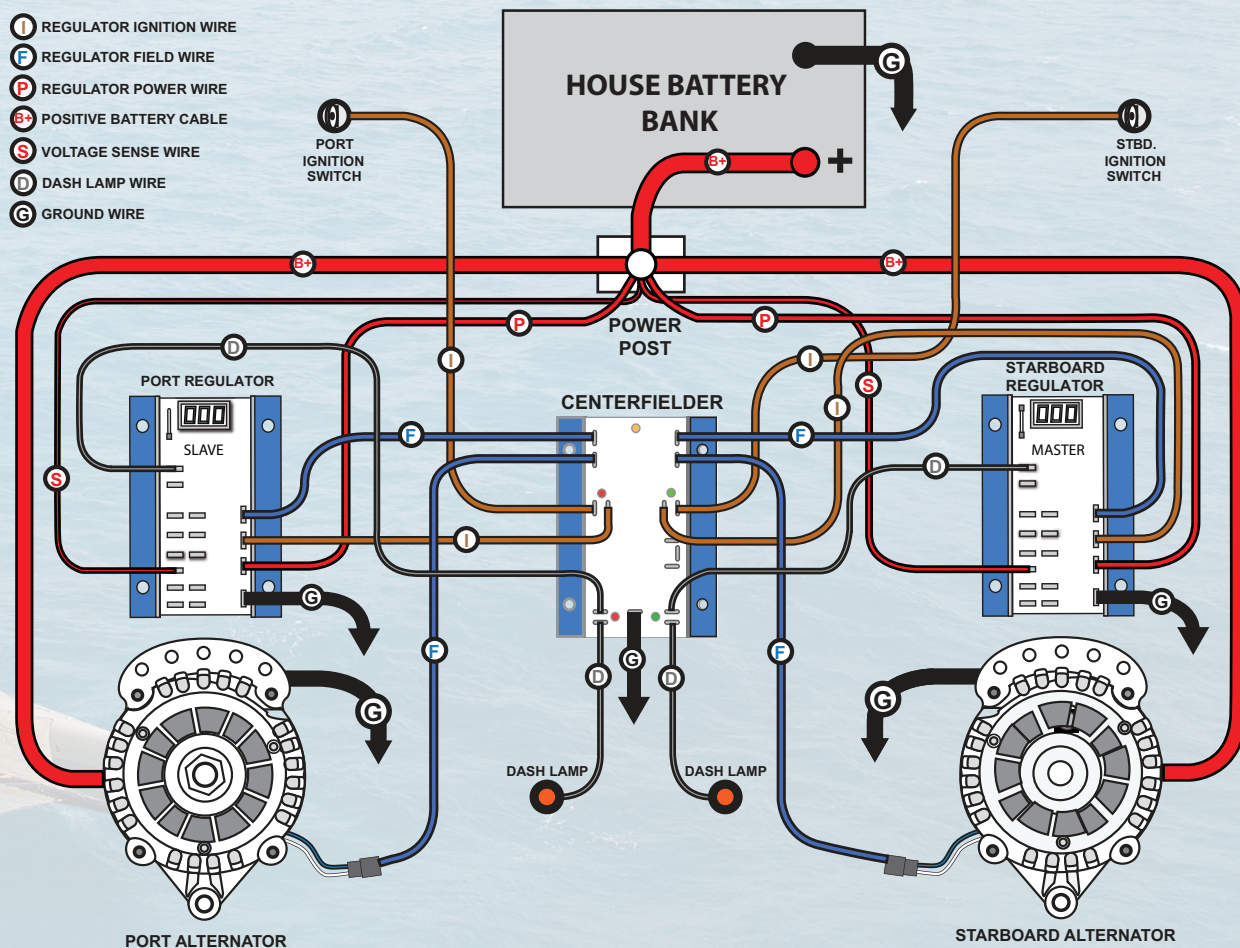 I REGULATOR IGNITION WIRE
F REGULATOR FIELD WIRE
P REGULATOR POWER WIRE
B+ POSITIVE BATTERY CABLE
S VOLTAGE SENSE WIRE
D DASH LAMP WIRE
G GROUND WIRE
HOUSE BATTERY
BANK
G
B+
+
PORT
IGNITION
SWITCH
STBD.
IGNITION
SWITCH
B+
B+
POWER
POST
P
P
D
I
I
S
I
PORT REGULATOR
000
SLAVE
CENTERFIELDER
STARBOARD
REGULATOR
000
MASTER
F
F
S
D
I
G
G
F
G
F
D
D
G
G
DASH LAMP
DASH LAMP
PORT ALTERNATOR
STARBOARD ALTERNATOR